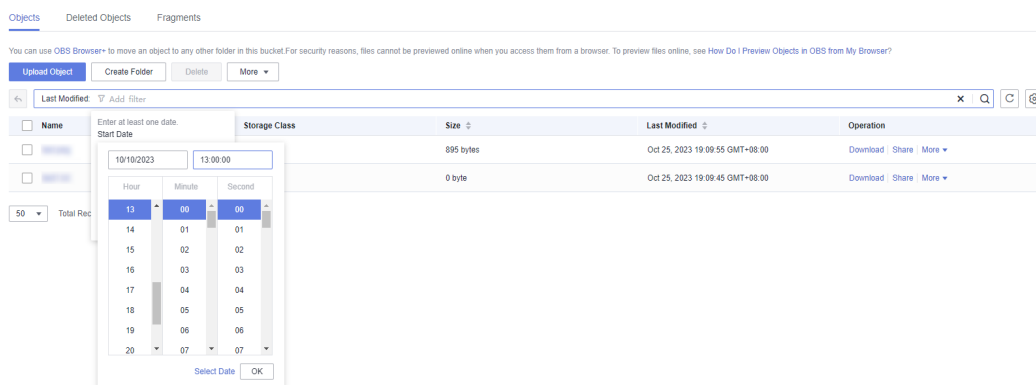 Objects Deleted Objects Fragments
You can use OBS Browser+ to move an object to any other folder in this bucket.For security reasons, files cannot be previewed online when you access them from a browser. To preview files online, see How Do I Preview Objects in OBS from My Browser?
Upload Object Create Folder Delete More
Last Modified: Add filter
Name Storage Class Size Last Modified Operation
Enter at least one date.
Start Date
895 bytes Oct 25, 2023 19:09:55 GMT+08:00 Download Share More
10/10/2023 13:00:00
0 byte Oct 25, 2023 19:09:45 GMT+08:00 Download Share More
Hour Minute Second
50 Total Rec
13 00 00
14 01 01
15 02 02
16 03 03
17 04 04
18 05 05
19 06 06
20 07 07
Select Date OK